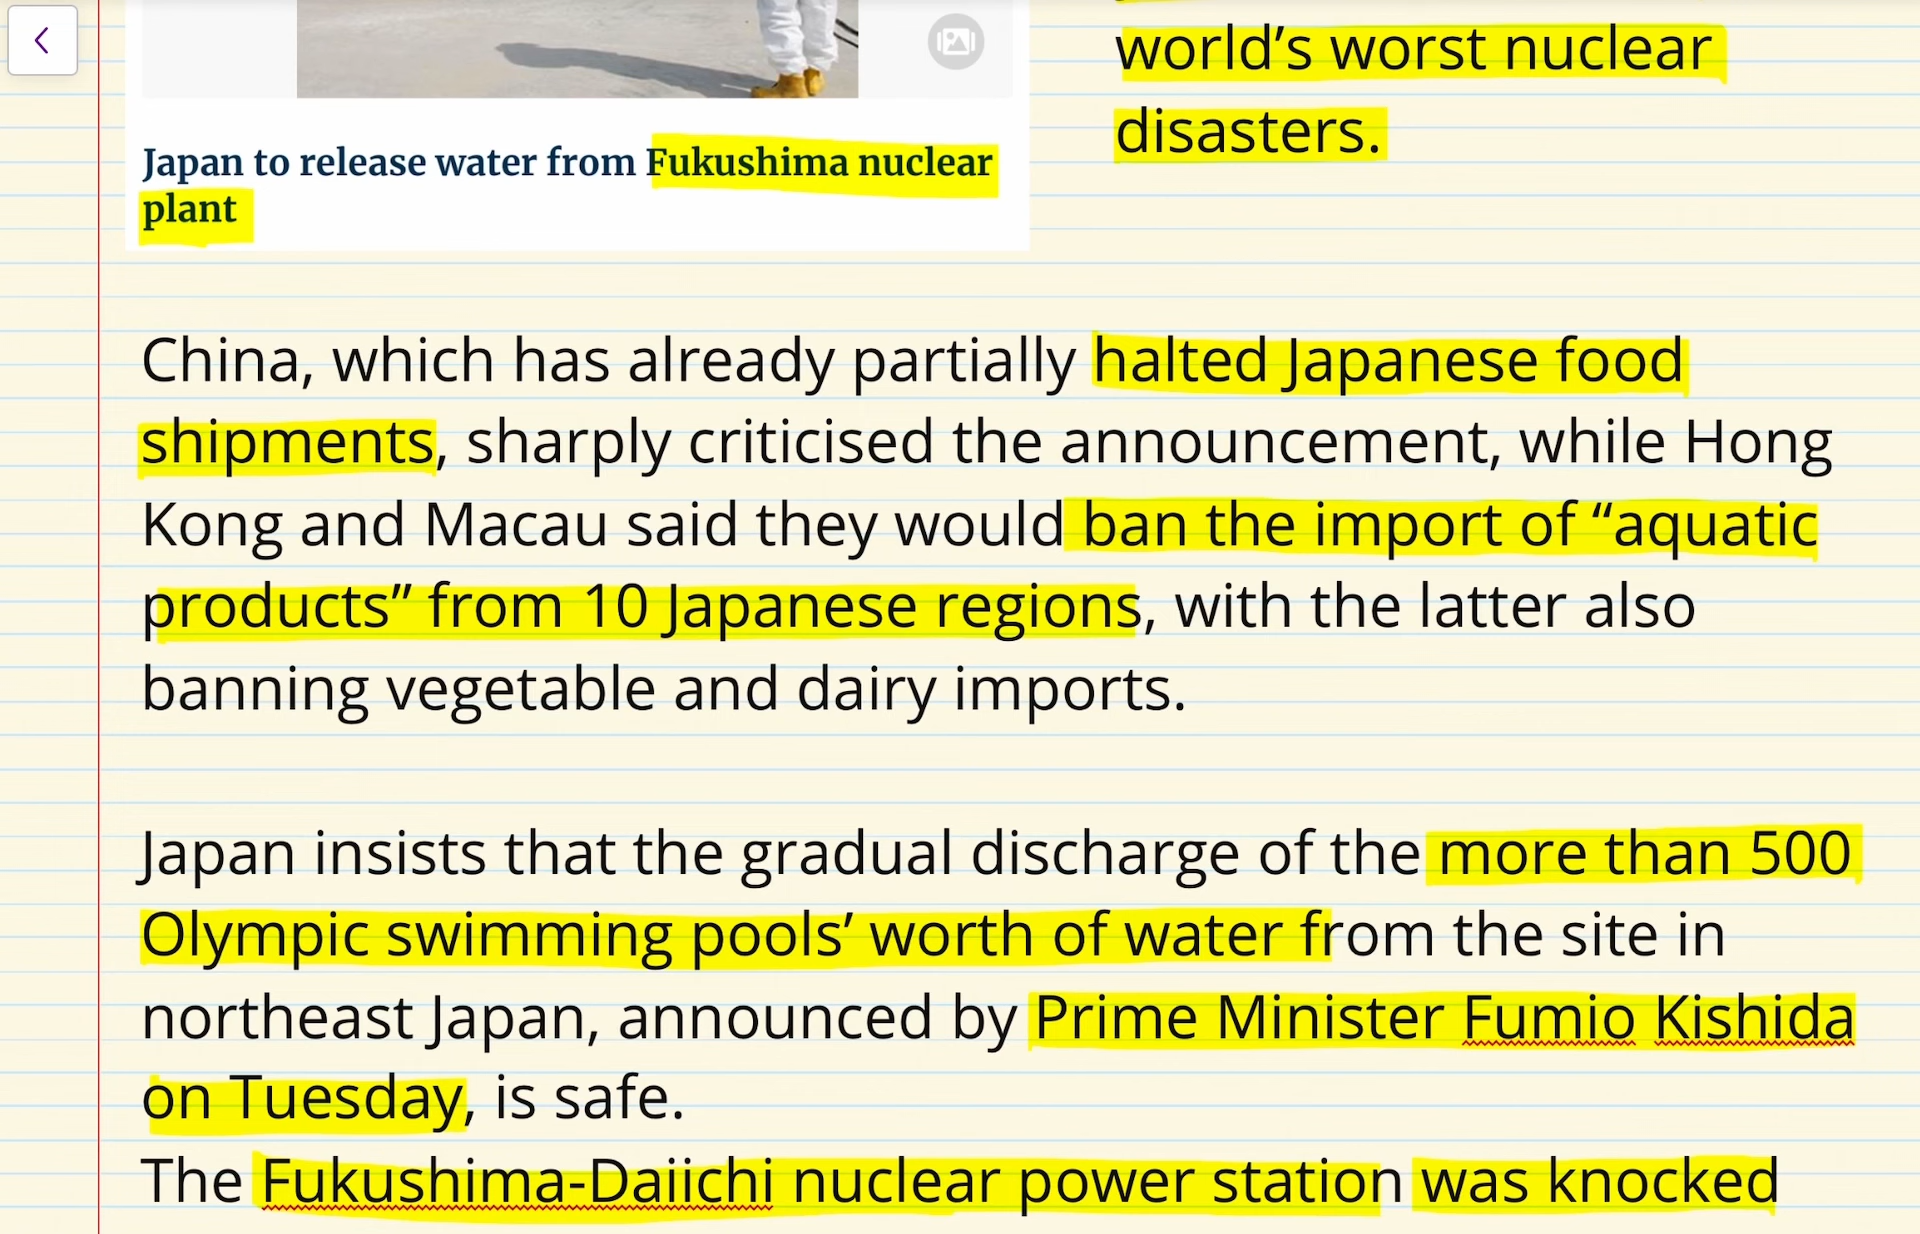 world’s worst nuclear
disasters.
Japan to release water from Fukushima nuclear
plant
China, which has already partially halted Japanese food
shipments, sharply criticised the announcement, while Hong
Kong and Macau said they would ban the import of “aquatic
products” from 10 Japanese regions, with the latter also
banning vegetable and dairy imports.
Japan insists that the gradual discharge of the more than 500
Olympic swimming pools’ worth of water from the site in
northeast Japan, announced by Prime Minister Fumio Kishida
on Tuesday, is safe.
The Fukushima-Daiichi nuclear power station was knocked